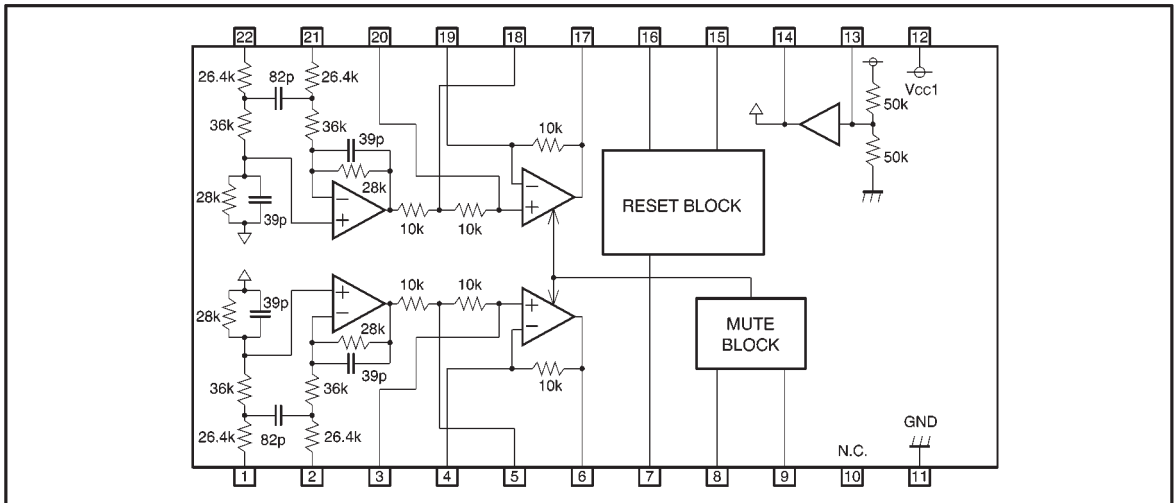 22 21 20 19 18 17 16 15 14 13 12
26.4k 82p 26.4k
VCC1
50k
36k 36k 10k
39p
50k
28k
28k 39p
RESET BLOCK
10k 10k
39p 10k 10k
28k
28k
MUTE
BLOCK
39p
36k 36k 10k
GND
26.4k 82p 26.4k
N.C.
1 2 3 4 5 6 7 8 9 10 11